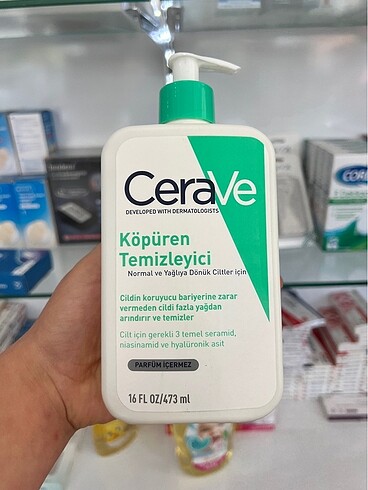 CeraVe
DEVELOPED WITH DERMATOLOGISTS
Köpüren
Temizleyici
Normal ve Yağlıya Dönük Ciltler için
Cildin koruyucu bariyerine zarar
vermeden cildi fazla yağdan
arındırır ve temizler
Cilt için gerekli 3 temel seramid,
niasinamid ve hyalüronik asit
PARFÜM İÇERMEZ
16 FL OZ/473 ml